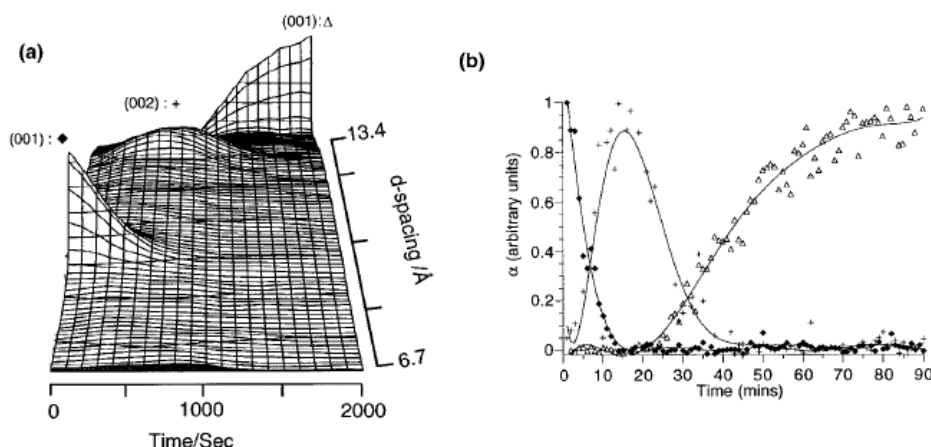 (a)
(001): Δ
(002) : +
(001) : ◆
13.4
d-spacing /Å
6.7
0
1000
2000
Time/Sec
(b)
α (arbitrary units)
1
0.8
0.6
0.4
0.2
0
0 10 20 30 40 50 60 70 80 90
Time (mins)